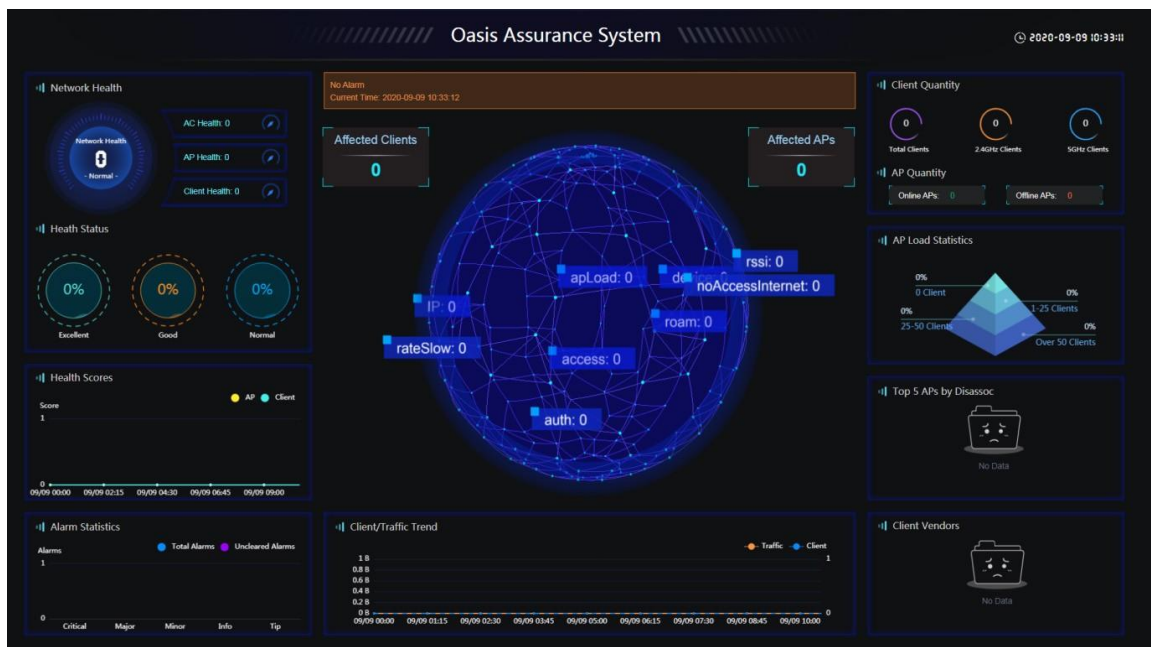 Oasis Assurance System
2020-09-09 10:33:11
Network Health
Network Health
0
- Normal -
AC Health: 0
AP Health: 0
Client Health: 0
Heath Status
0%
0%
0%
Excellent
Good
Normal
Health Scores
AP
Client
Score
1
0
09/09 00:00
09/09 02:15
09/09 04:30
09/09 06:45
09/09 09:00
Alarm Statistics
Total Alarms
Uncleared Alarms
Alarms
1
0
Critical
Major
Minor
Info
Tip
No Alarm
Current Time: 2020-09-09 10:33:12
Affected Clients
0
Affected APs
0
rssi: 0
apLoad: 0
noAccessInternet: 0
IP: 0
roam: 0
rateSlow: 0
access: 0
auth: 0
Client/Traffic Trend
Traffic
Client
1 B
0.8 B
0.6 B
0.4 B
0.2 B
0 B
1
0
09/09 00:00
09/09 01:15
09/09 02:30
09/09 03:45
09/09 05:00
09/09 06:15
09/09 07:30
09/09 08:45
09/09 10:00
Client Quantity
0
0
0
Total Clients
2.4GHz Clients
5GHz Clients
AP Quantity
Online APs: 0
Offline APs: 0
AP Load Statistics
0%
0 Client
0%
1-25 Clients
0%
25-50 Clients
0%
Over 50 Clients
Top 5 APs by Disassoc
No Data
Client Vendors
No Data